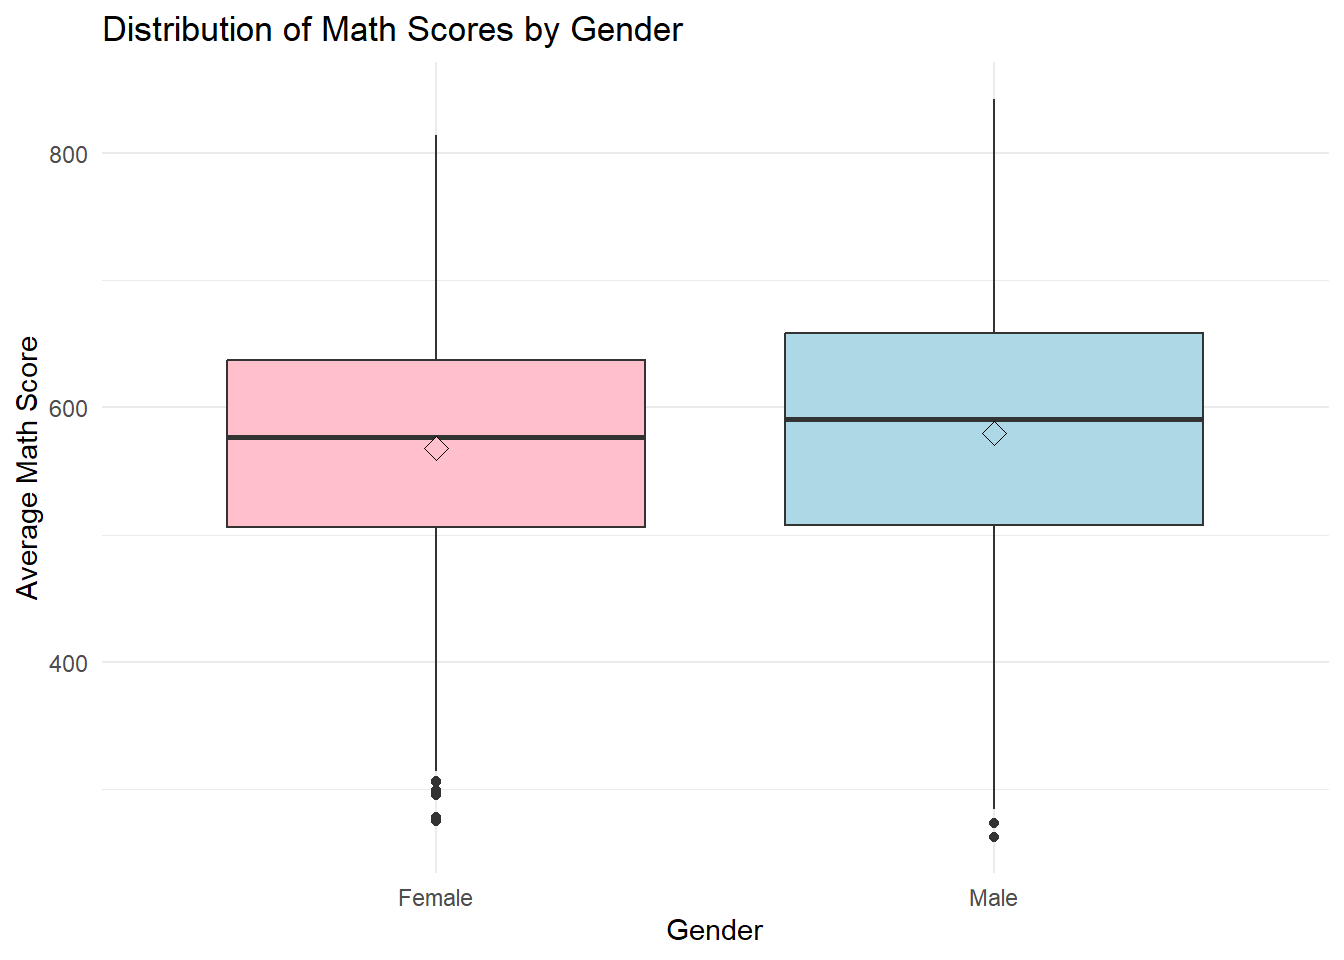 Distribution of Math Scores by Gender
Average Math Score
800
600
400
Female
Male
Gender